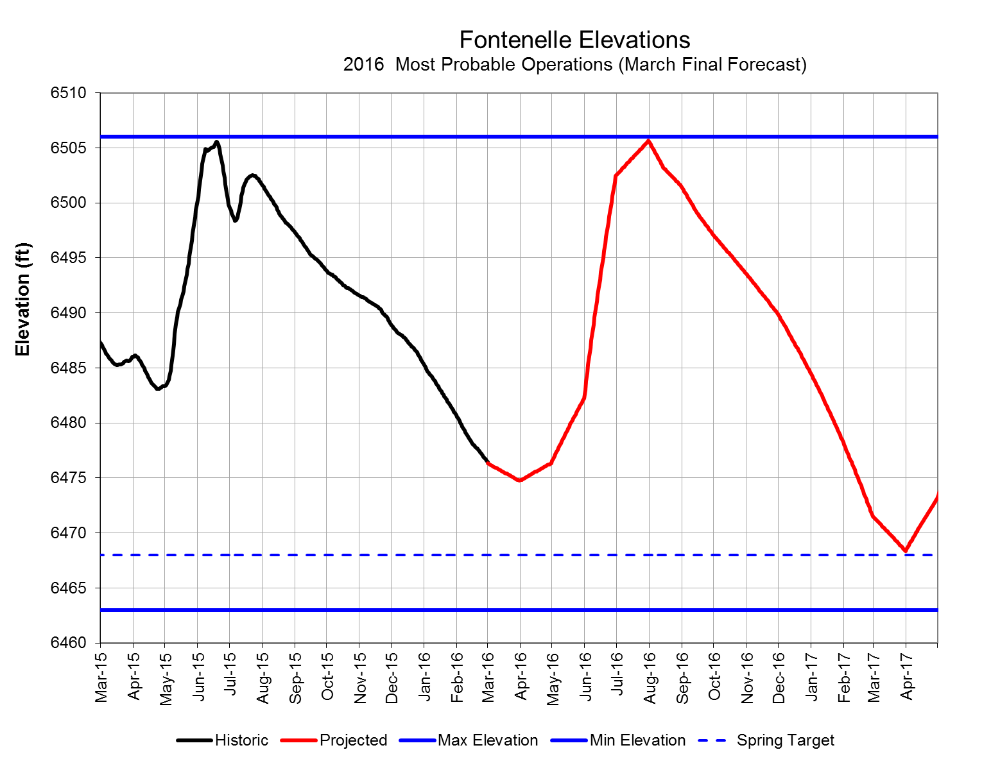 Fontenelle Elevations
2016  Most Probable Operations (March Final Forecast)
Elevation (ft)
6510
6505
6500
6495
6490
6485
6480
6475
6470
6465
6460
Mar-15
Apr-15
May-15
Jun-15
Jul-15
Aug-15
Sep-15
Oct-15
Nov-15
Dec-15
Jan-16
Feb-16
Mar-16
Apr-16
May-16
Jun-16
Jul-16
Aug-16
Sep-16
Oct-16
Nov-16
Dec-16
Jan-17
Feb-17
Mar-17
Apr-17
Historic
Projected
Max Elevation
Min Elevation
Spring Target